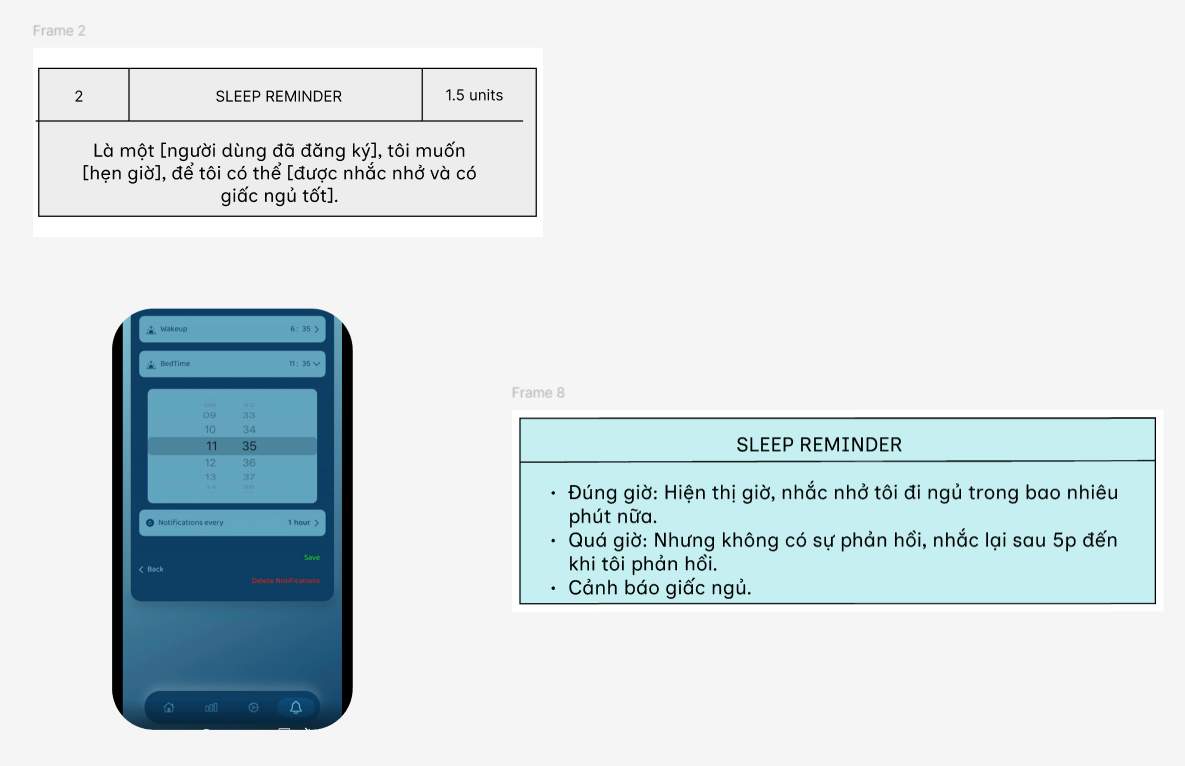 Frame 2
2
SLEEP REMINDER
1.5 units
Là một [người dùng đã đăng ký], tôi muốn
[hẹn giờ], để tôi có thể [được nhắc nhở và có
giấc ngủ tốt].
Wakeup
6 : 35
BedTime
11 : 35
09 33
10 34
11 35
12 36
13 37
Notifications every
1 hour
Save
Back
Delete Notifications
Frame 8
SLEEP REMINDER
• Đúng giờ: Hiện thị giờ, nhắc nhở tôi đi ngủ trong bao nhiêu
phút nữa.
• Quá giờ: Nhưng không có sự phản hồi, nhắc lại sau 5p đến
khi tôi phản hồi.
• Cảnh báo giấc ngủ.